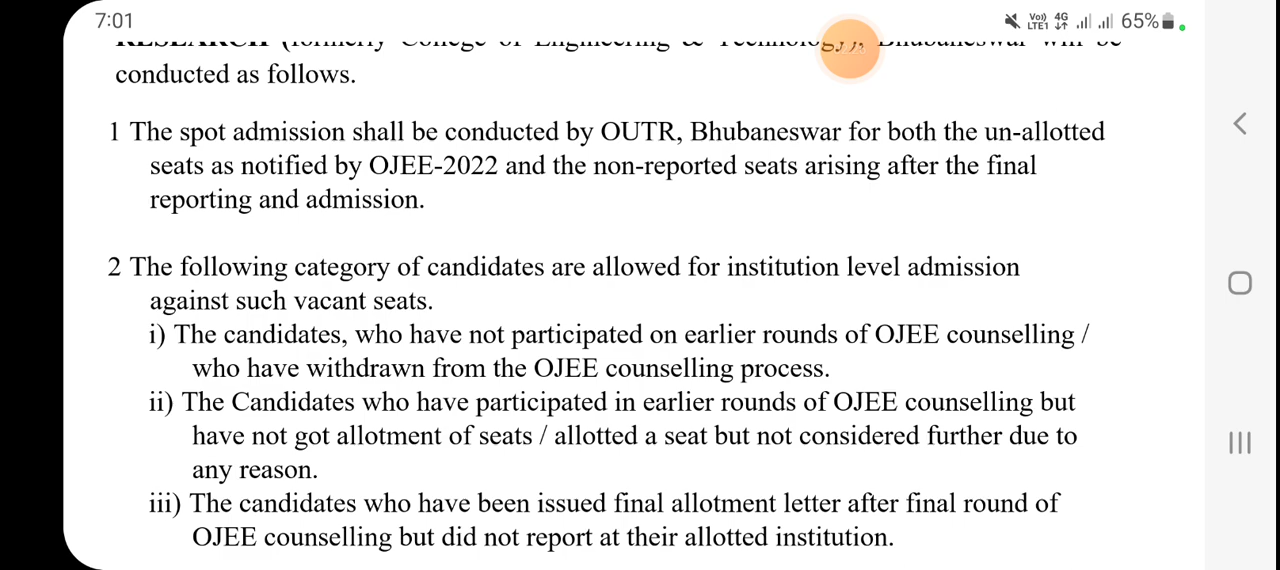 7:01 Vo)) LTE1 4G 65%
conducted as follows.
1 The spot admission shall be conducted by OUTR, Bhubaneswar for both the un-allotted
seats as notified by OJEE-2022 and the non-reported seats arising after the final
reporting and admission.
2 The following category of candidates are allowed for institution level admission
against such vacant seats.
i) The candidates, who have not participated on earlier rounds of OJEE counselling /
who have withdrawn from the OJEE counselling process.
ii) The Candidates who have participated in earlier rounds of OJEE counselling but
have not got allotment of seats / allotted a seat but not considered further due to
any reason.
iii) The candidates who have been issued final allotment letter after final round of
OJEE counselling but did not report at their allotted institution.